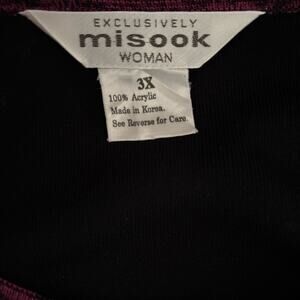 EXCLUSIVELY
misook
WOMAN
3X
100% Acrylic
Made in Korea.
See Reverse for Care.